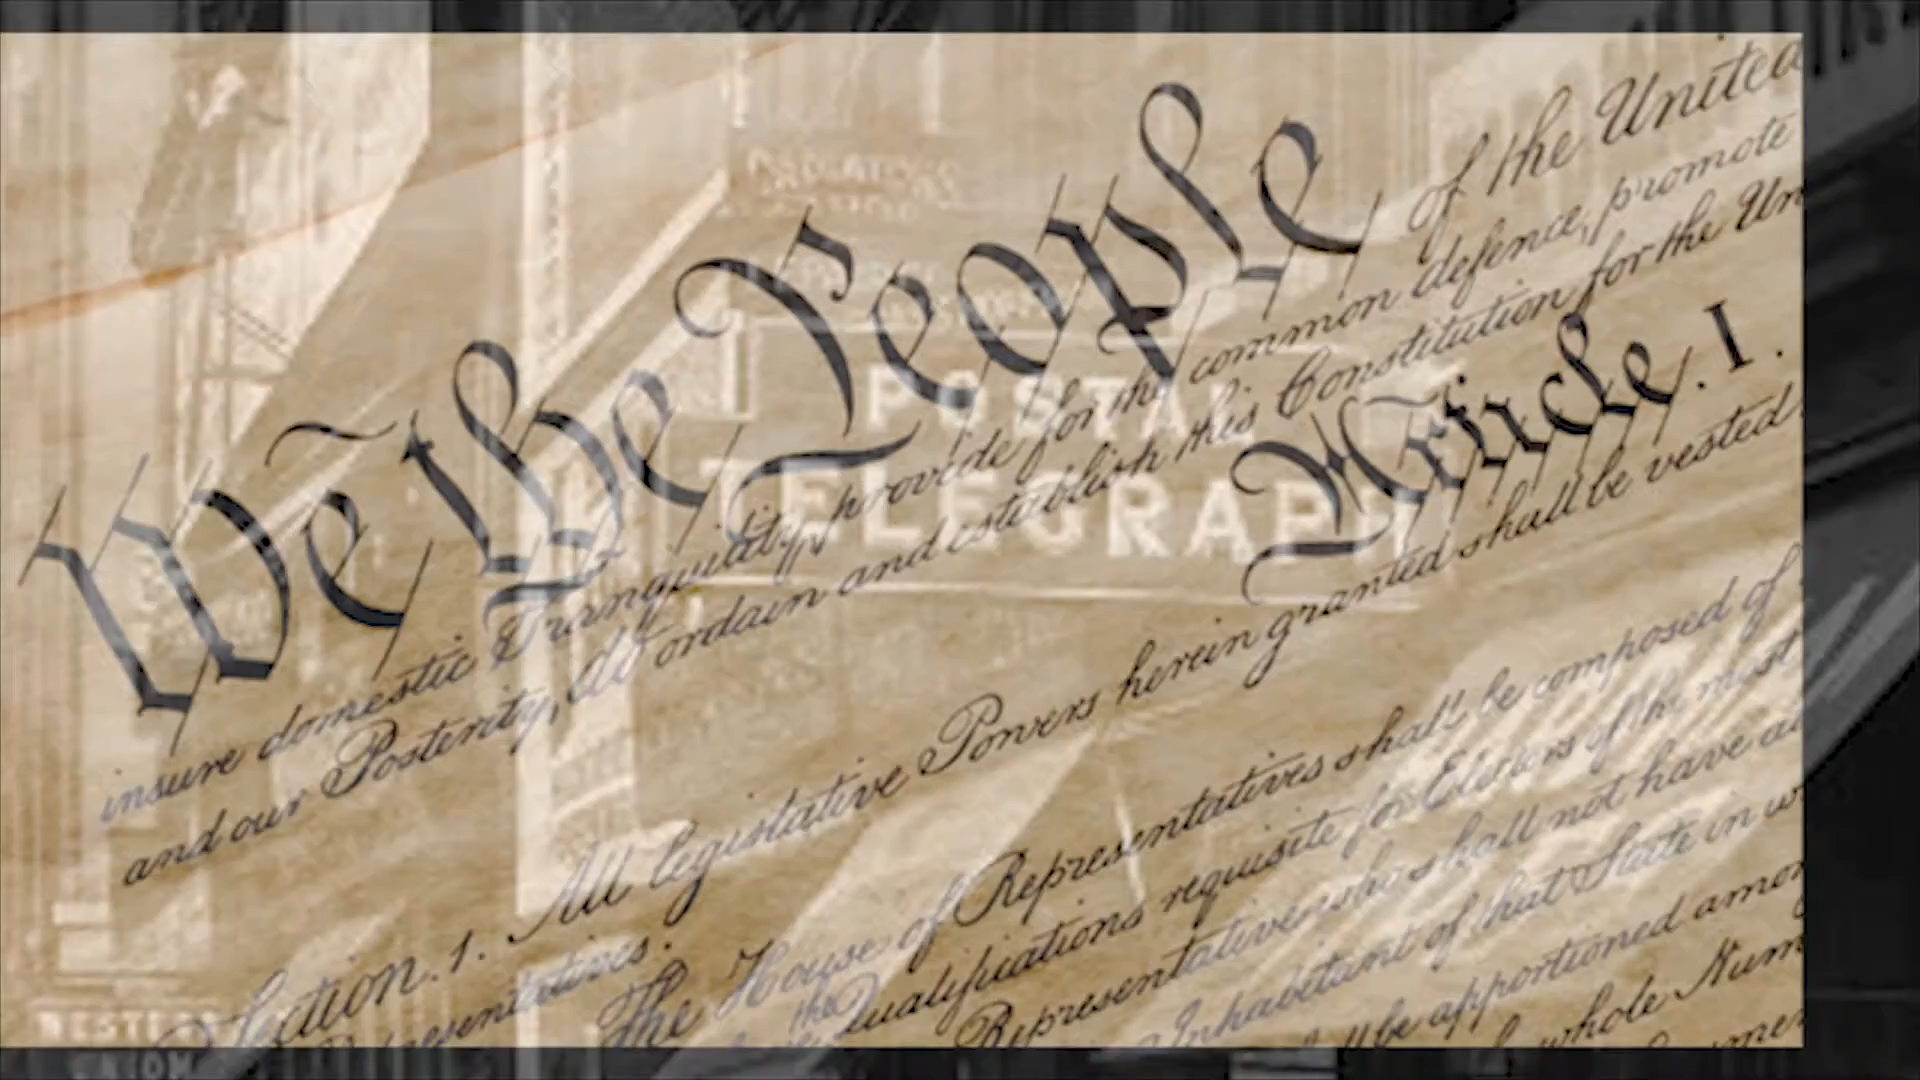 We the People of the United
insure domestic Tranquility, provide for the common defence, promote
and our Posterity, do ordain and establish this Constitution for the Un
Article. I.
Section. 1. All legislative Powers herein granted shall be vested
Representatives.
The House of Representatives shall be composed of
the Qualifications requisite for Electors of the most
Representative who shall not have
Inhabitant of that State in
be apportioned among
whole Num
POSTAL
TELEGRAPH
WESTERN
UNION